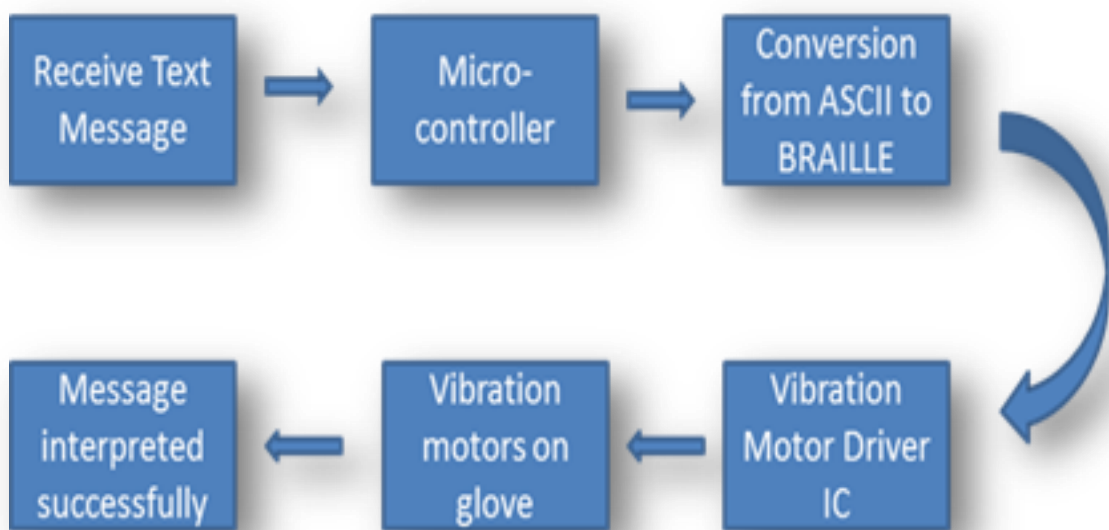 Receive Text
Message
Micro-
controller
Conversion
from ASCII to
BRAILLE
Vibration
Motor Driver
IC
Vibration
motors on
glove
Message
interpreted
successfully